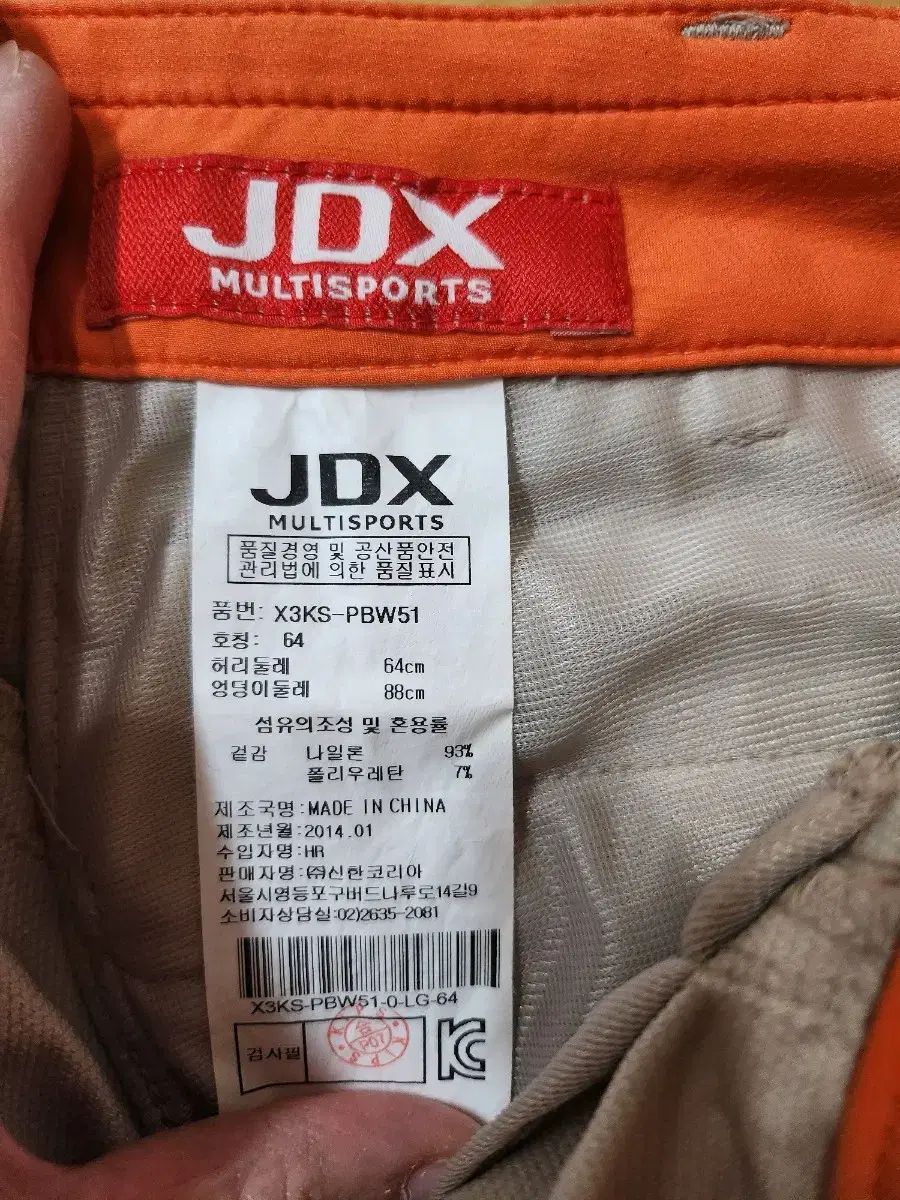 JDX
MULTISPORTS
JDX
MULTISPORTS
품질경영 및 공산품안전
관리법에 의한 품질표시
품번: X3KS-PBW51
호칭: 64
허리둘레 64cm
엉덩이둘레 88cm
섬유의조성 및 혼용률
겉감 나일론 93%
폴리우레탄 7%
제조국명:MADE IN CHINA
제조년월:2014.01
수입자명:HR
판매자명:㈜신한코리아
서울시영등포구버드나루로14길9
소비자상담실:02)2635-2081
X3KS-PBW51-0-LG-64
검사필
KIPS
P07
KIPS
KC